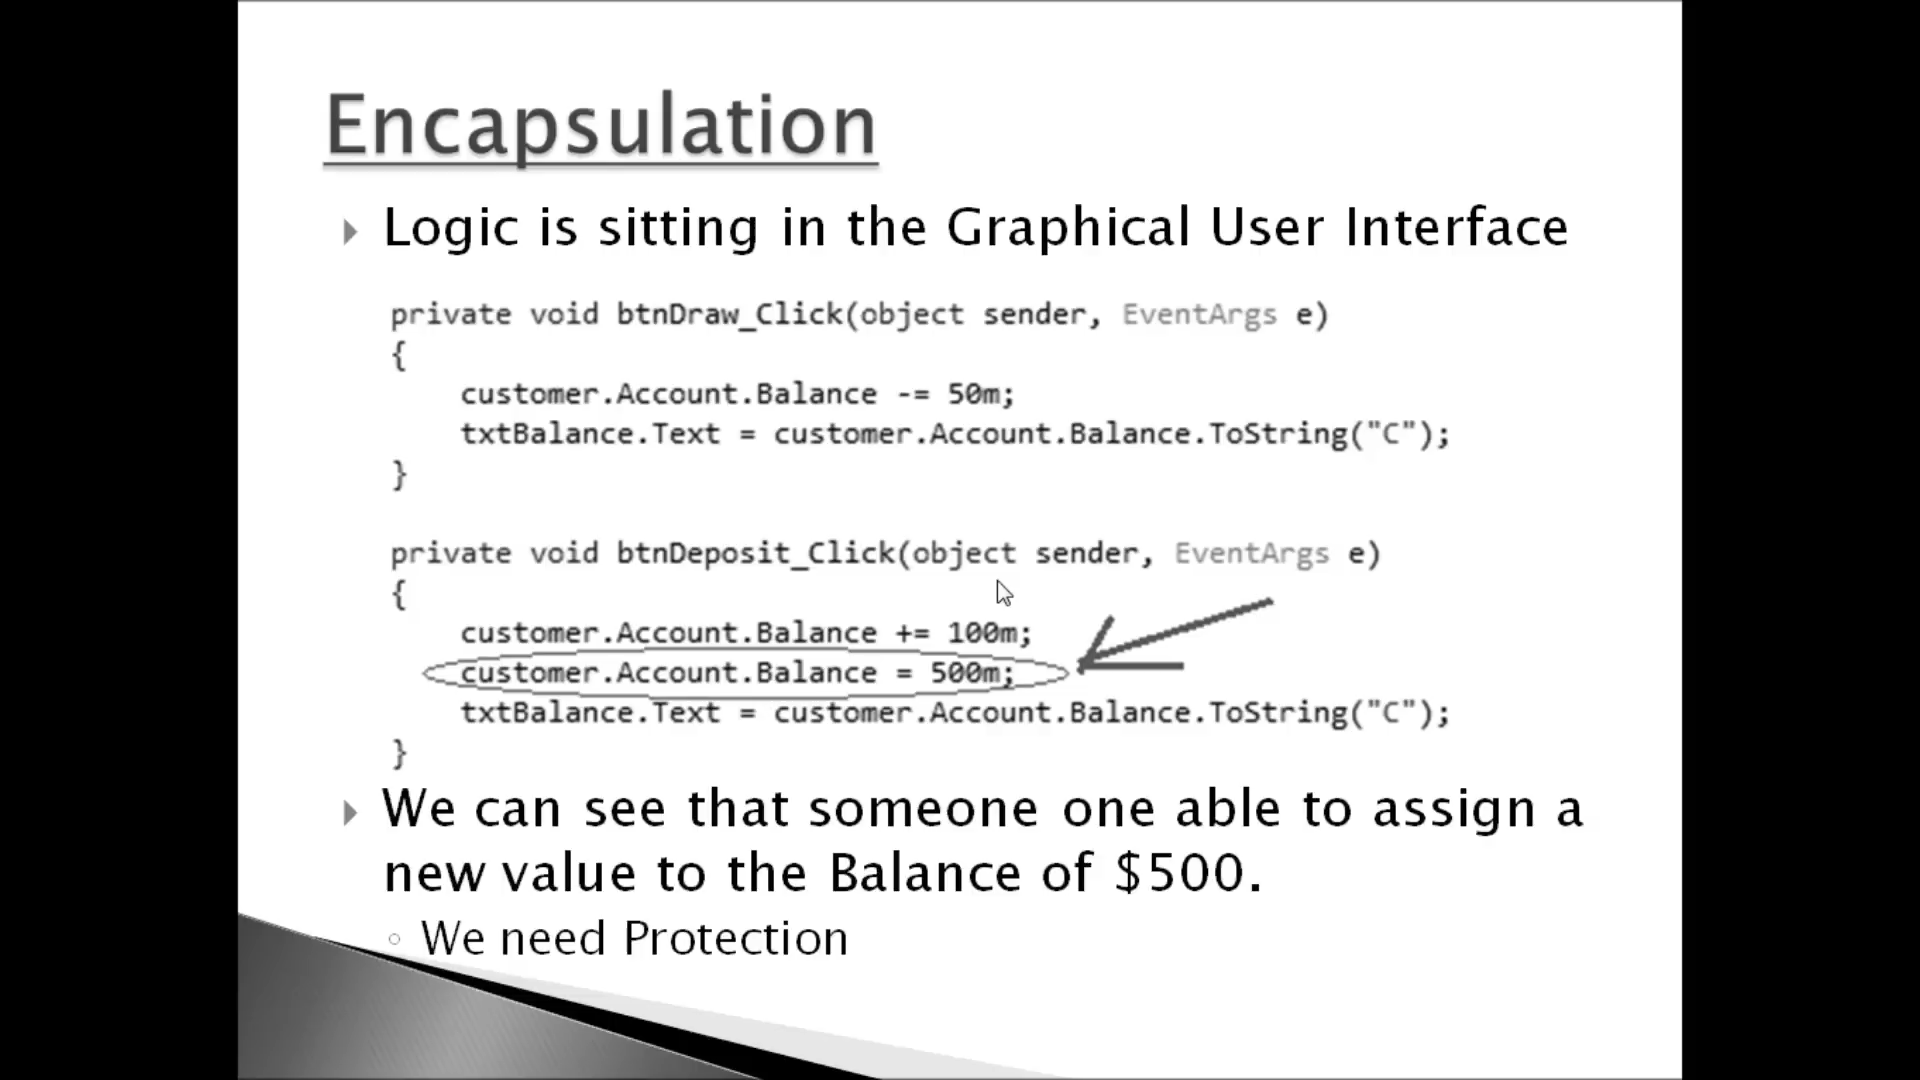 Encapsulation
Logic is sitting in the Graphical User Interface
private void btnDraw_Click(object sender, EventArgs e)
{
customer.Account.Balance -= 50m;
txtBalance.Text = customer.Account.Balance.ToString("C");
}
private void btnDeposit_Click(object sender, EventArgs e)
{
customer.Account.Balance += 100m;
customer.Account.Balance = 500m;
txtBalance.Text = customer.Account.Balance.ToString("C");
}
We can see that someone one able to assign a
new value to the Balance of $500.
We need Protection